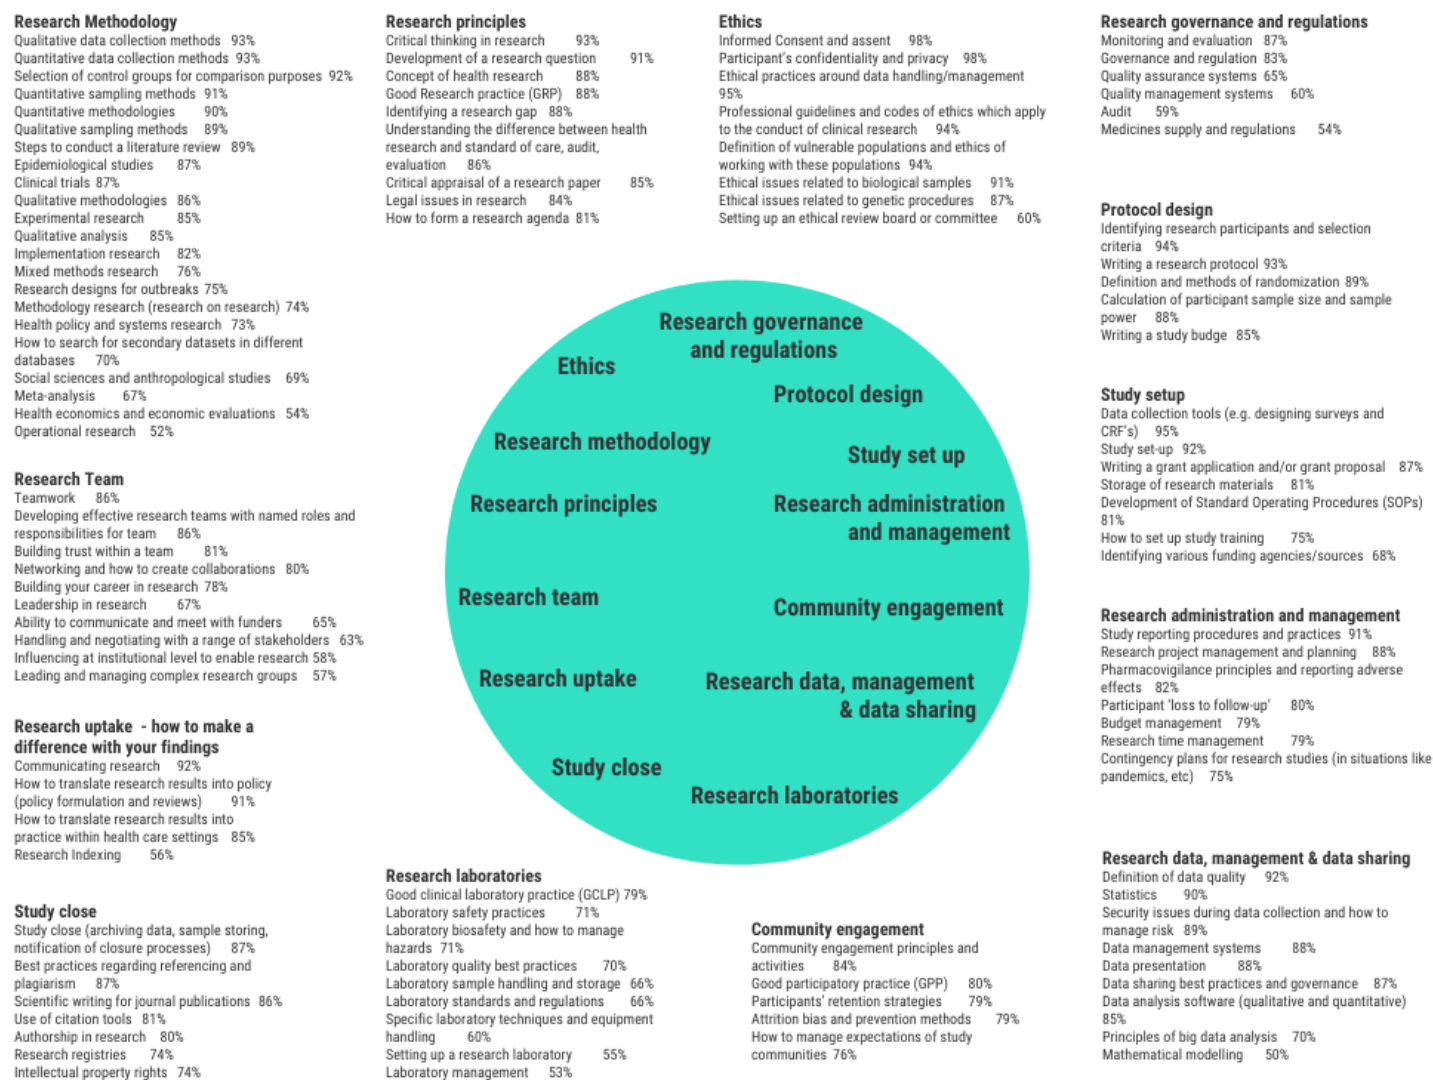 Research Methodology
Qualitative data collection methods 93%
Quantitative data collection methods 93%
Selection of control groups for comparison purposes 92%
Quantitative sampling methods 91%
Quantitative methodologies 90%
Qualitative sampling methods 89%
Steps to conduct a literature review 89%
Epidemiological studies 87%
Clinical trials 87%
Qualitative methodologies 86%
Experimental research 85%
Qualitative analysis 85%
Implementation research 82%
Mixed methods research 76%
Research designs for outbreaks 75%
Methodology research (research on research) 74%
Health policy and systems research 73%
How to search for secondary datasets in different
databases 70%
Social sciences and anthropological studies 69%
Meta-analysis 67%
Health economics and economic evaluations 54%
Operational research 52%
Research Team
Teamwork 86%
Developing effective research teams with named roles and
responsibilities for team 86%
Building trust within a team 81%
Networking and how to create collaborations 80%
Building your career in research 78%
Leadership in research 67%
Ability to communicate and meet with funders 65%
Handling and negotiating with a range of stakeholders 63%
Influencing at institutional level to enable research 58%
Leading and managing complex research groups 57%
Research uptake - how to make a
difference with your findings
Communicating research 92%
How to translate research results into policy
(policy formulation and reviews) 91%
How to translate research results into
practice within health care settings 85%
Research Indexing 56%
Study close
Study close (archiving data, sample storing,
notification of closure processes) 87%
Best practices regarding referencing and
plagiarism 87%
Scientific writing for journal publications 86%
Use of citation tools 81%
Authorship in research 80%
Research registries 74%
Intellectual property rights 74%
Research principles
Critical thinking in research 93%
Development of a research question 91%
Concept of health research 88%
Good Research practice (GRP) 88%
Identifying a research gap 88%
Understanding the difference between health
research and standard of care, audit,
evaluation 86%
Critical appraisal of a research paper 85%
Legal issues in research 84%
How to form a research agenda 81%
Ethics
Informed Consent and assent 98%
Participant's confidentiality and privacy 98%
Ethical practices around data handling/management
95%
Professional guidelines and codes of ethics which apply
to the conduct of clinical research 94%
Definition of vulnerable populations and ethics of
working with these populations 94%
Ethical issues related to biological samples 91%
Ethical issues related to genetic procedures 87%
Setting up an ethical review board or committee 60%
Research governance
and regulations
Ethics
Protocol design
Research methodology
Study set up
Research principles
Research administration
and management
Research team
Community engagement
Research uptake
Research data, management
& data sharing
Study close
Research laboratories
Research laboratories
Good clinical laboratory practice (GCLP) 79%
Laboratory safety practices 71%
Laboratory biosafety and how to manage
hazards 71%
Laboratory quality best practices 70%
Laboratory sample handling and storage 66%
Laboratory standards and regulations 66%
Specific laboratory techniques and equipment
handling 60%
Setting up a research laboratory 55%
Laboratory management 53%
Community engagement
Community engagement principles and
activities 84%
Good participatory practice (GPP) 80%
Participants' retention strategies 79%
Attrition bias and prevention methods 79%
How to manage expectations of study
communities 76%
Research governance and regulations
Monitoring and evaluation 87%
Governance and regulation 83%
Quality assurance systems 65%
Quality management systems 60%
Audit 59%
Medicines supply and regulations 54%
Protocol design
Identifying research participants and selection
criteria 94%
Writing a research protocol 93%
Definition and methods of randomization 89%
Calculation of participant sample size and sample
power 88%
Writing a study budget 85%
Study setup
Data collection tools (e.g. designing surveys and
CRF's) 95%
Study set-up 92%
Writing a grant application and/or grant proposal 87%
Storage of research materials 81%
Development of Standard Operating Procedures (SOPs)
81%
How to set up study training 75%
Identifying various funding agencies/sources 68%
Research administration and management
Study reporting procedures and practices 91%
Research project management and planning 88%
Pharmacovigilance principles and reporting adverse
effects 82%
Participant 'loss to follow-up' 80%
Budget management 79%
Research time management 79%
Contingency plans for research studies (in situations like
pandemics, etc) 75%
Research data, management & data sharing
Definition of data quality 92%
Statistics 90%
Security issues during data collection and how to
manage risk 89%
Data management systems 88%
Data presentation 88%
Data sharing best practices and governance 87%
Data analysis software (qualitative and quantitative)
85%
Principles of big data analysis 70%
Mathematical modelling 50%